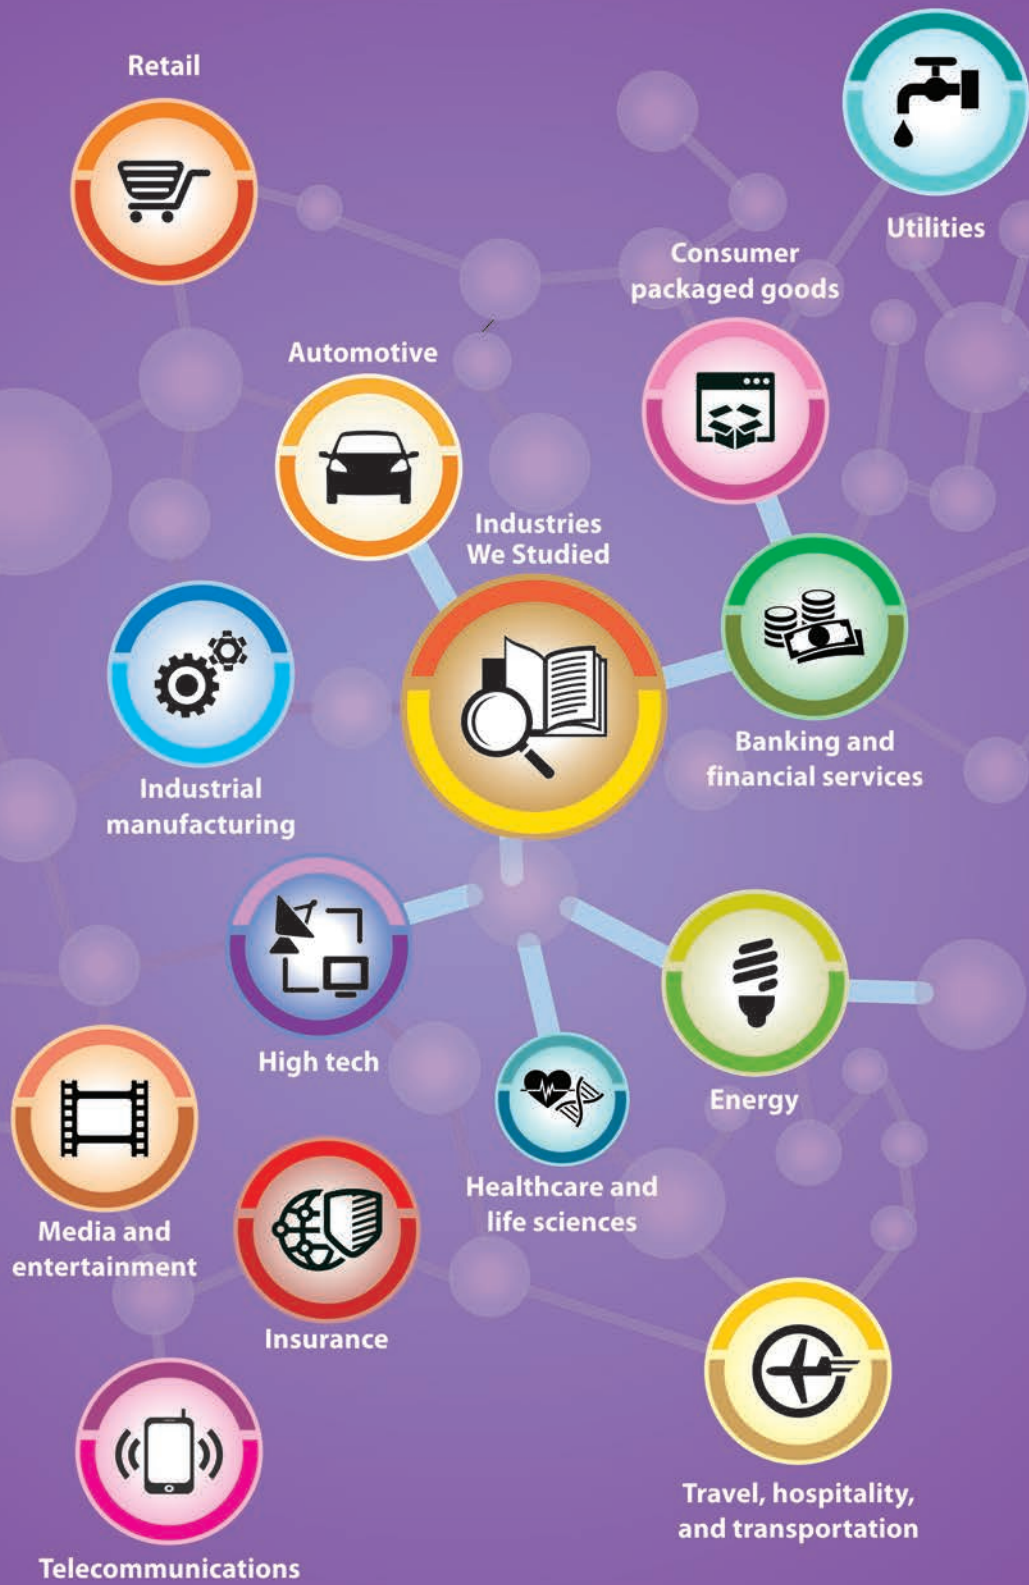 Retail
Utilities
Consumer
packaged goods
Automotive
Industries
We Studied
Banking and
financial services
Industrial
manufacturing
High tech
Energy
Healthcare and
life sciences
Media and
entertainment
Insurance
Travel, hospitality,
and transportation
Telecommunications